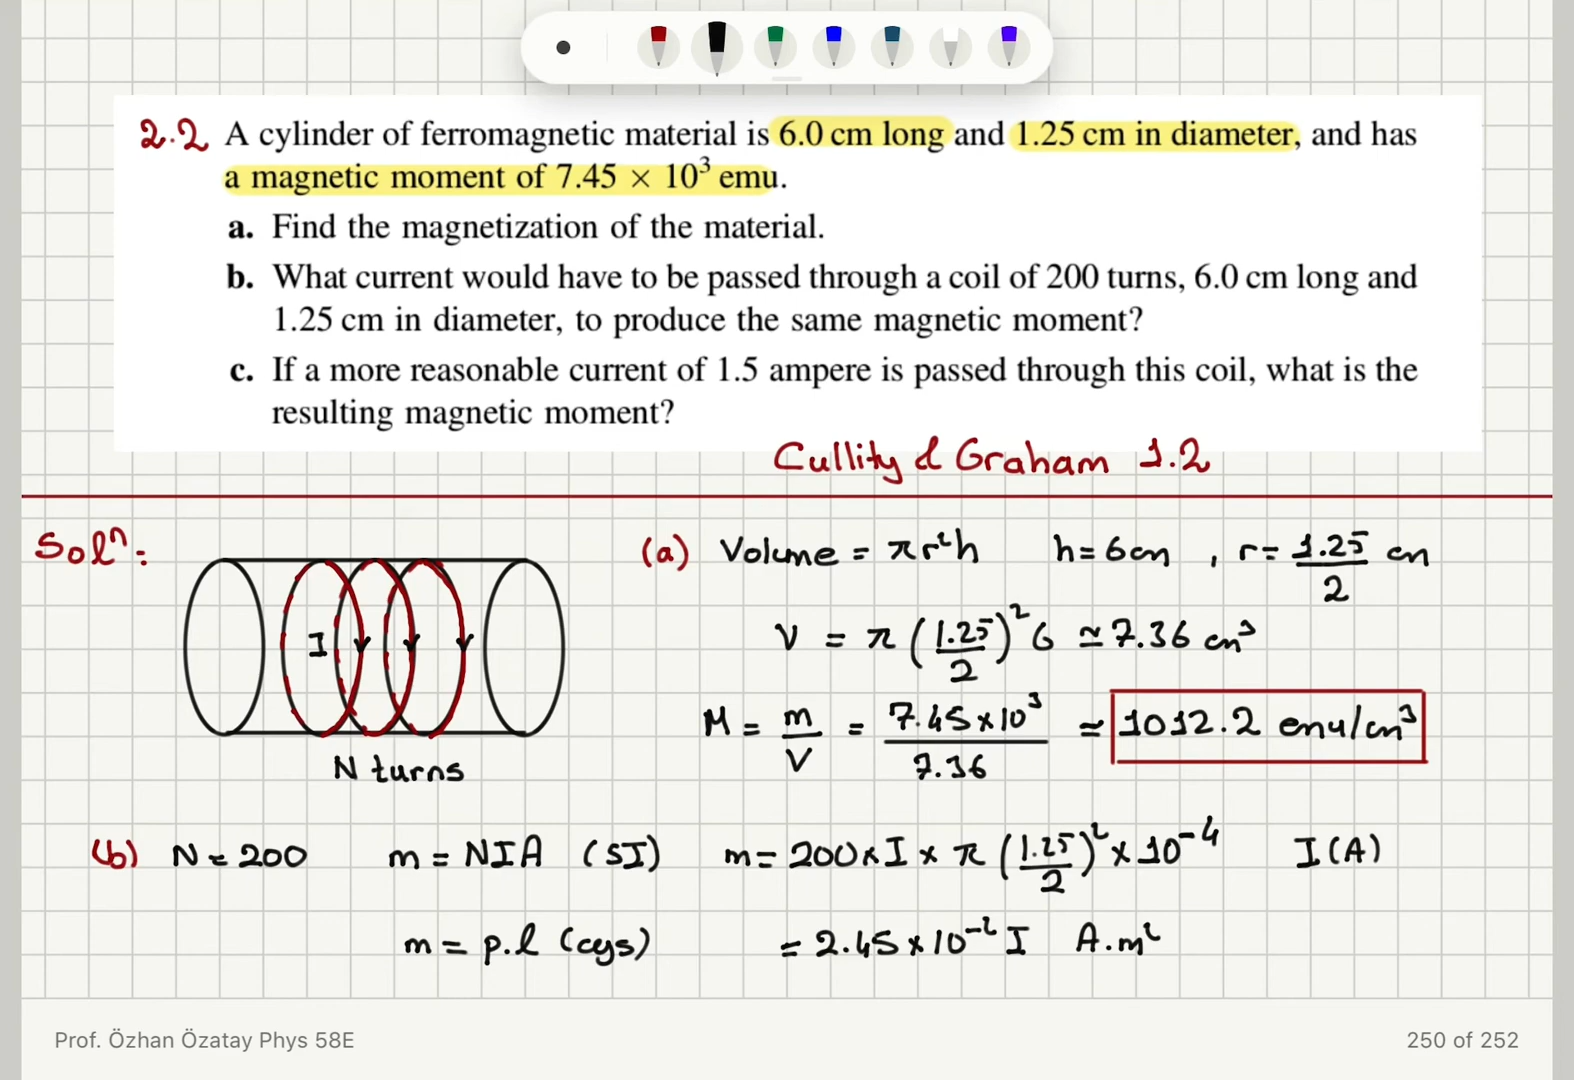 2.2 A cylinder of ferromagnetic material is 6.0 cm long and 1.25 cm in diameter, and has
a magnetic moment of 7.45 × 10³ emu.
a. Find the magnetization of the material.
b. What current would have to be passed through a coil of 200 turns, 6.0 cm long and
1.25 cm in diameter, to produce the same magnetic moment?
c. If a more reasonable current of 1.5 ampere is passed through this coil, what is the
resulting magnetic moment?
Cullity & Graham 1.2
Solⁿ:
I
N turns
(a) Volume = πr²h h = 6cm , r = 1.25/2 cm
V = π (1.25/2)² 6 ≃ 7.36 cm³
M = m/V = 7.45×10³/7.36 ≃ 1012.2 emu/cm³
(b) N = 200 m = NIA (SI) m = 200×I×π (1.25/2)² × 10⁻⁴ I(A)
m = p.l (cgs) = 2.45×10⁻² I A.m²
Prof. Özhan Özatay Phys 58E
250 of 252